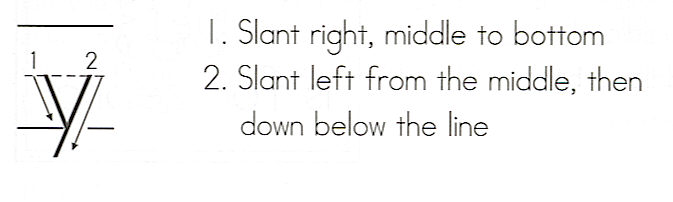 1. Slant right, middle to bottom
1 2
2. Slant left from the middle, then
y
down below the line